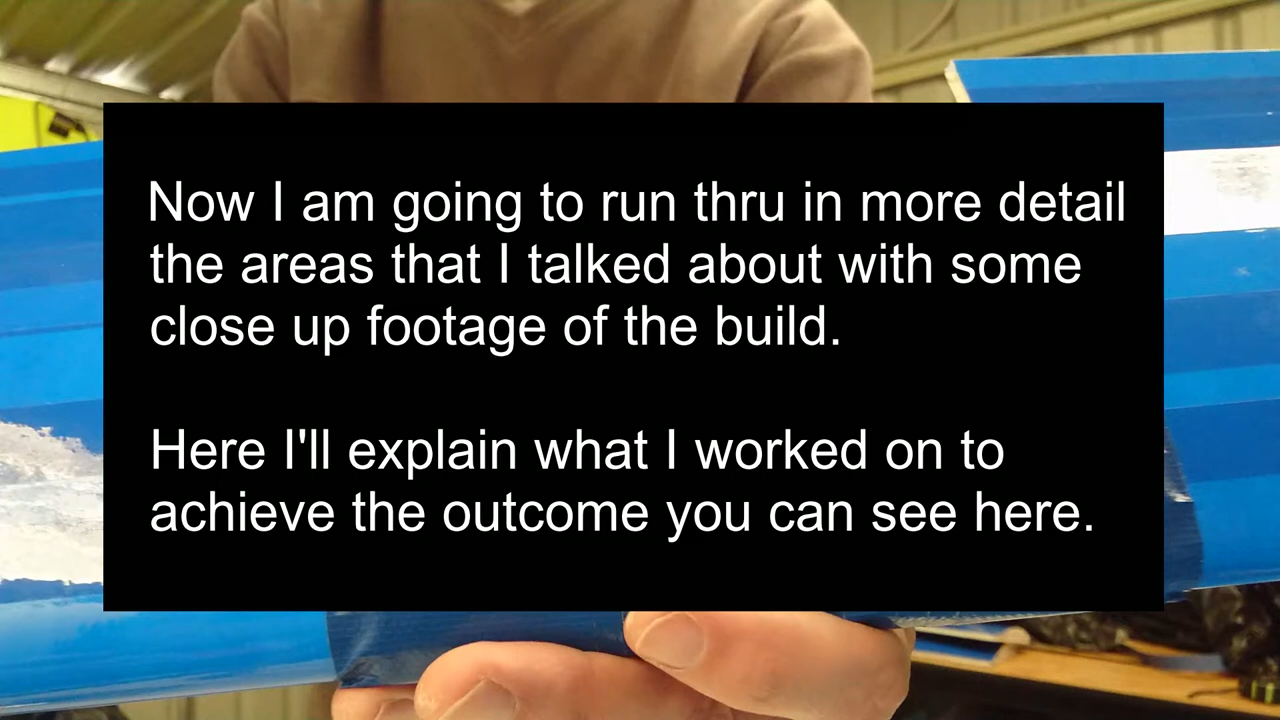 Now I am going to run thru in more detail
the areas that I talked about with some
close up footage of the build.
Here I'll explain what I worked on to
achieve the outcome you can see here.